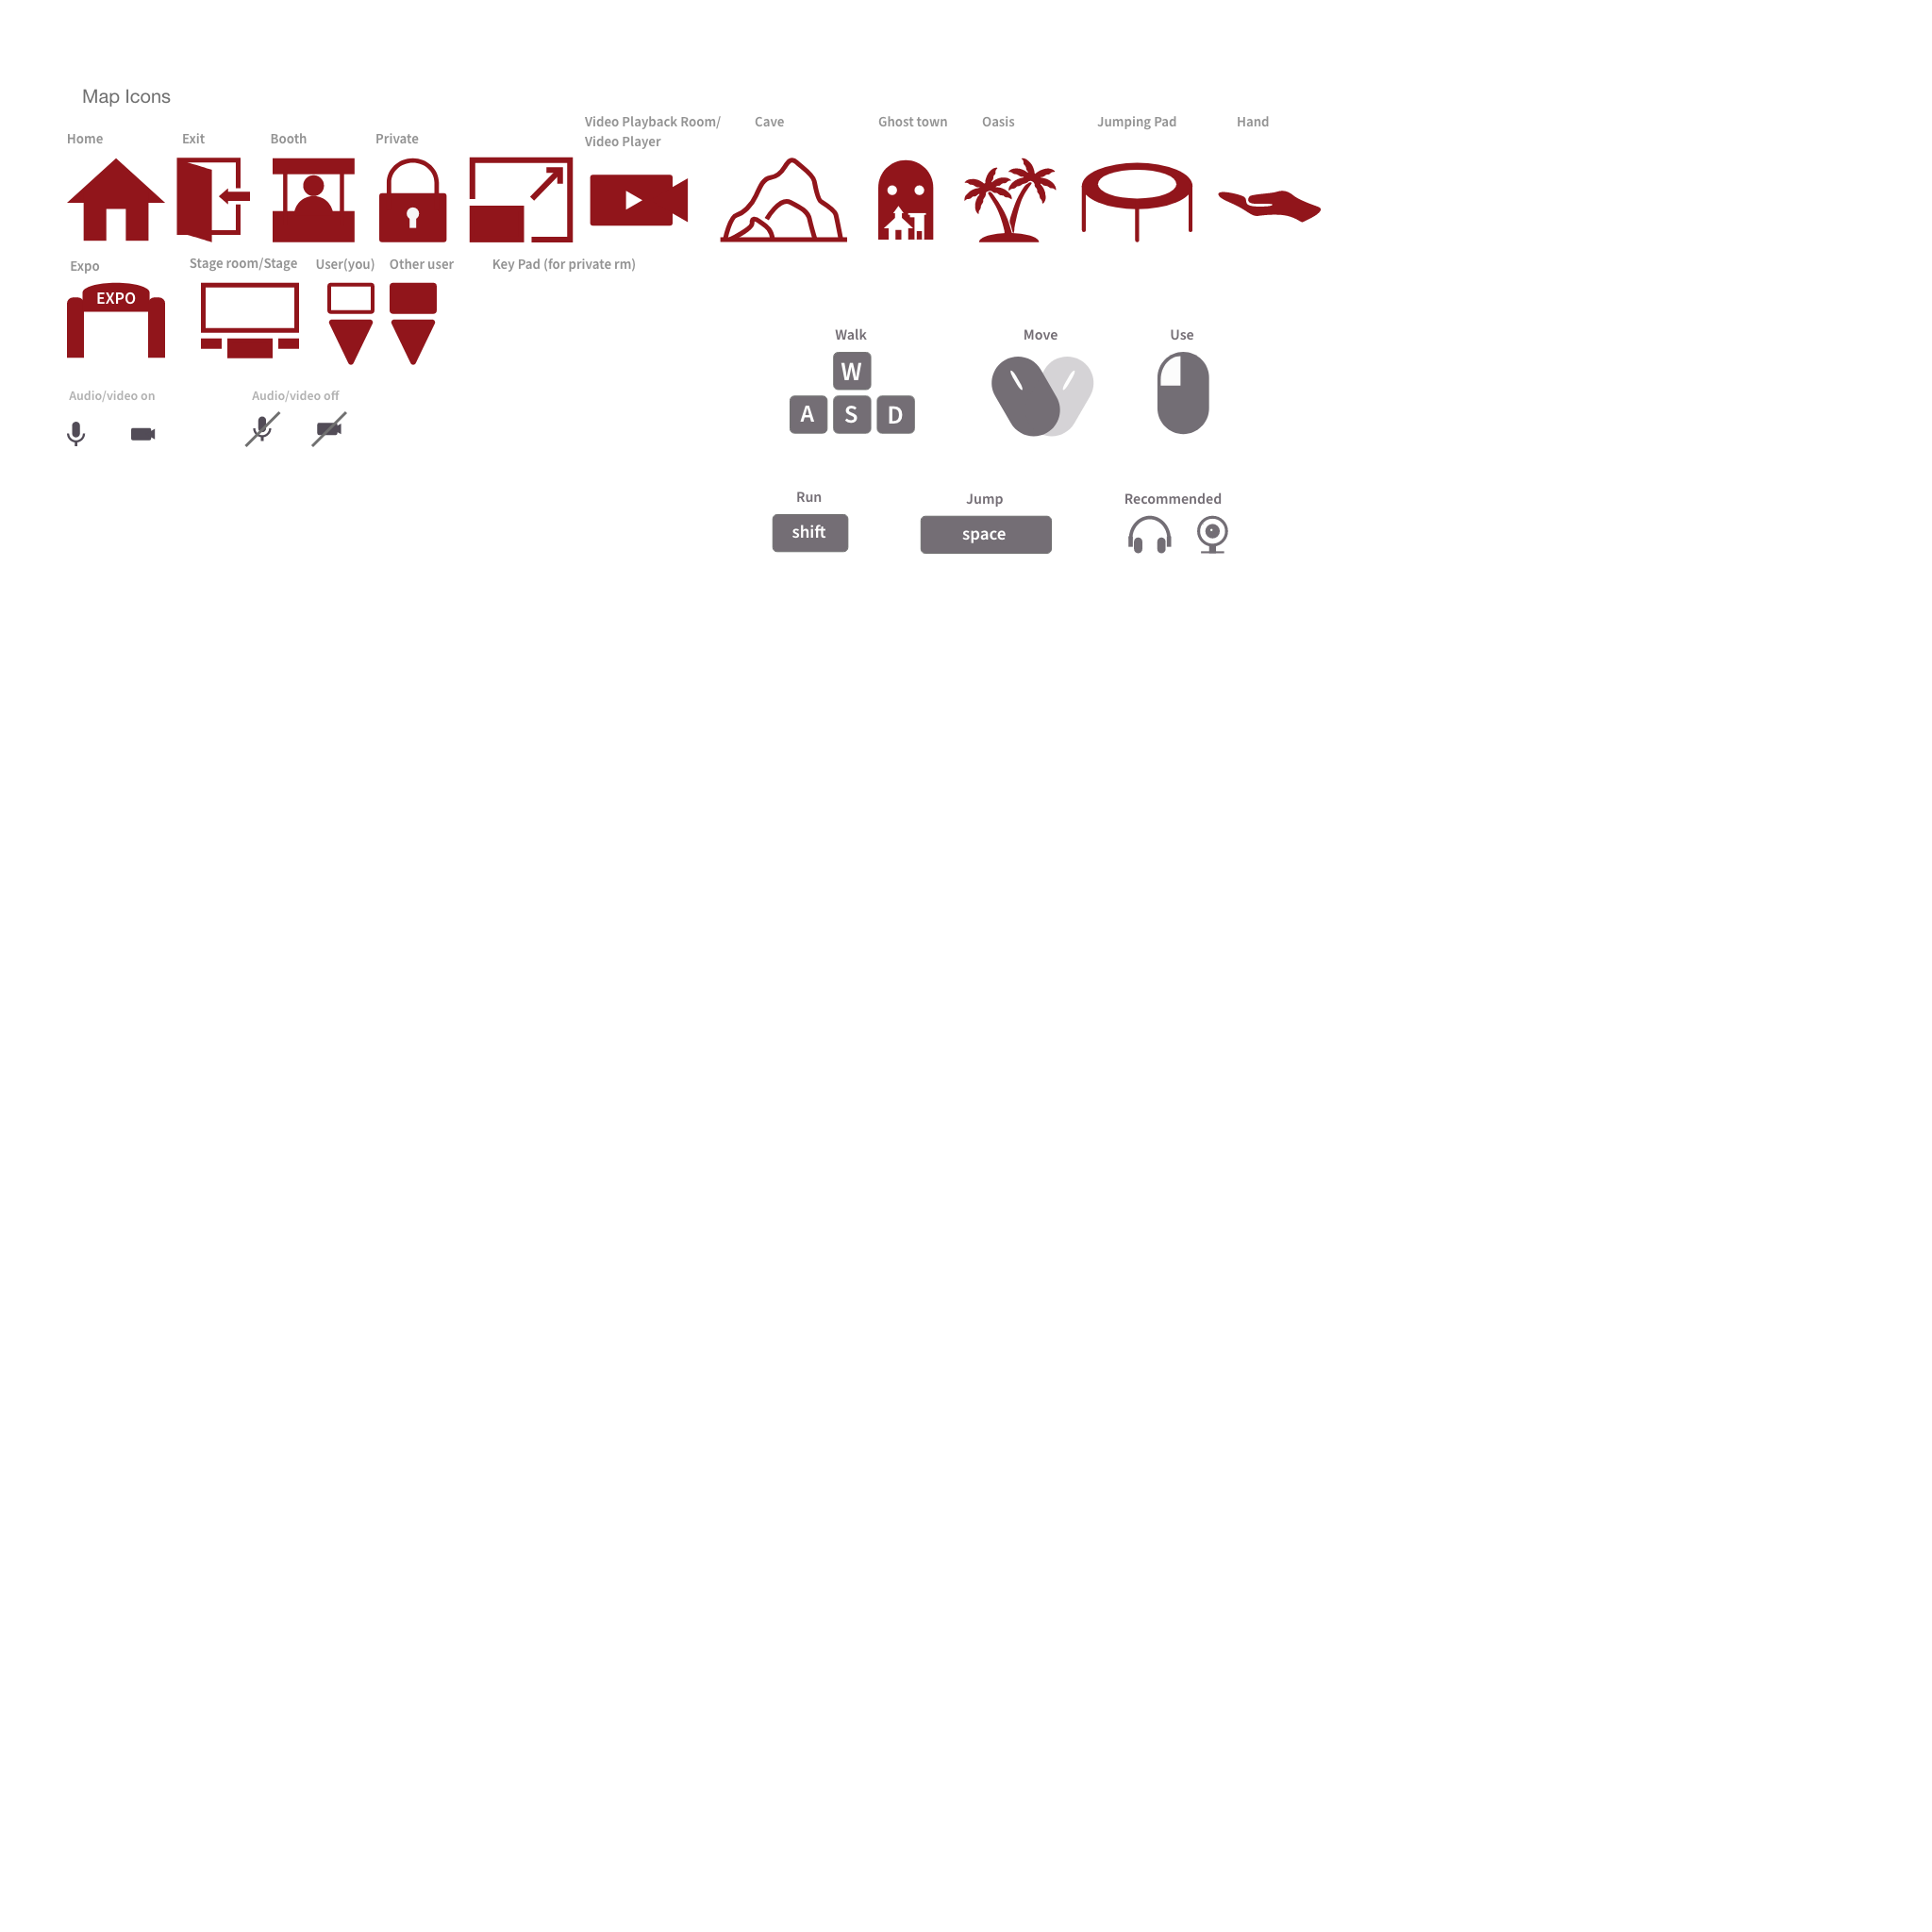 Map Icons
Home
Exit
Booth
Private
Video Playback Room/
Video Player
Cave
Ghost town
Oasis
Jumping Pad
Hand
Expo
Stage room/Stage
User(you)
Other user
Key Pad (for private rm)
EXPO
Walk
Move
Use
W
A
S
D
Audio/video on
Audio/video off
Run
Jump
Recommended
shift
space